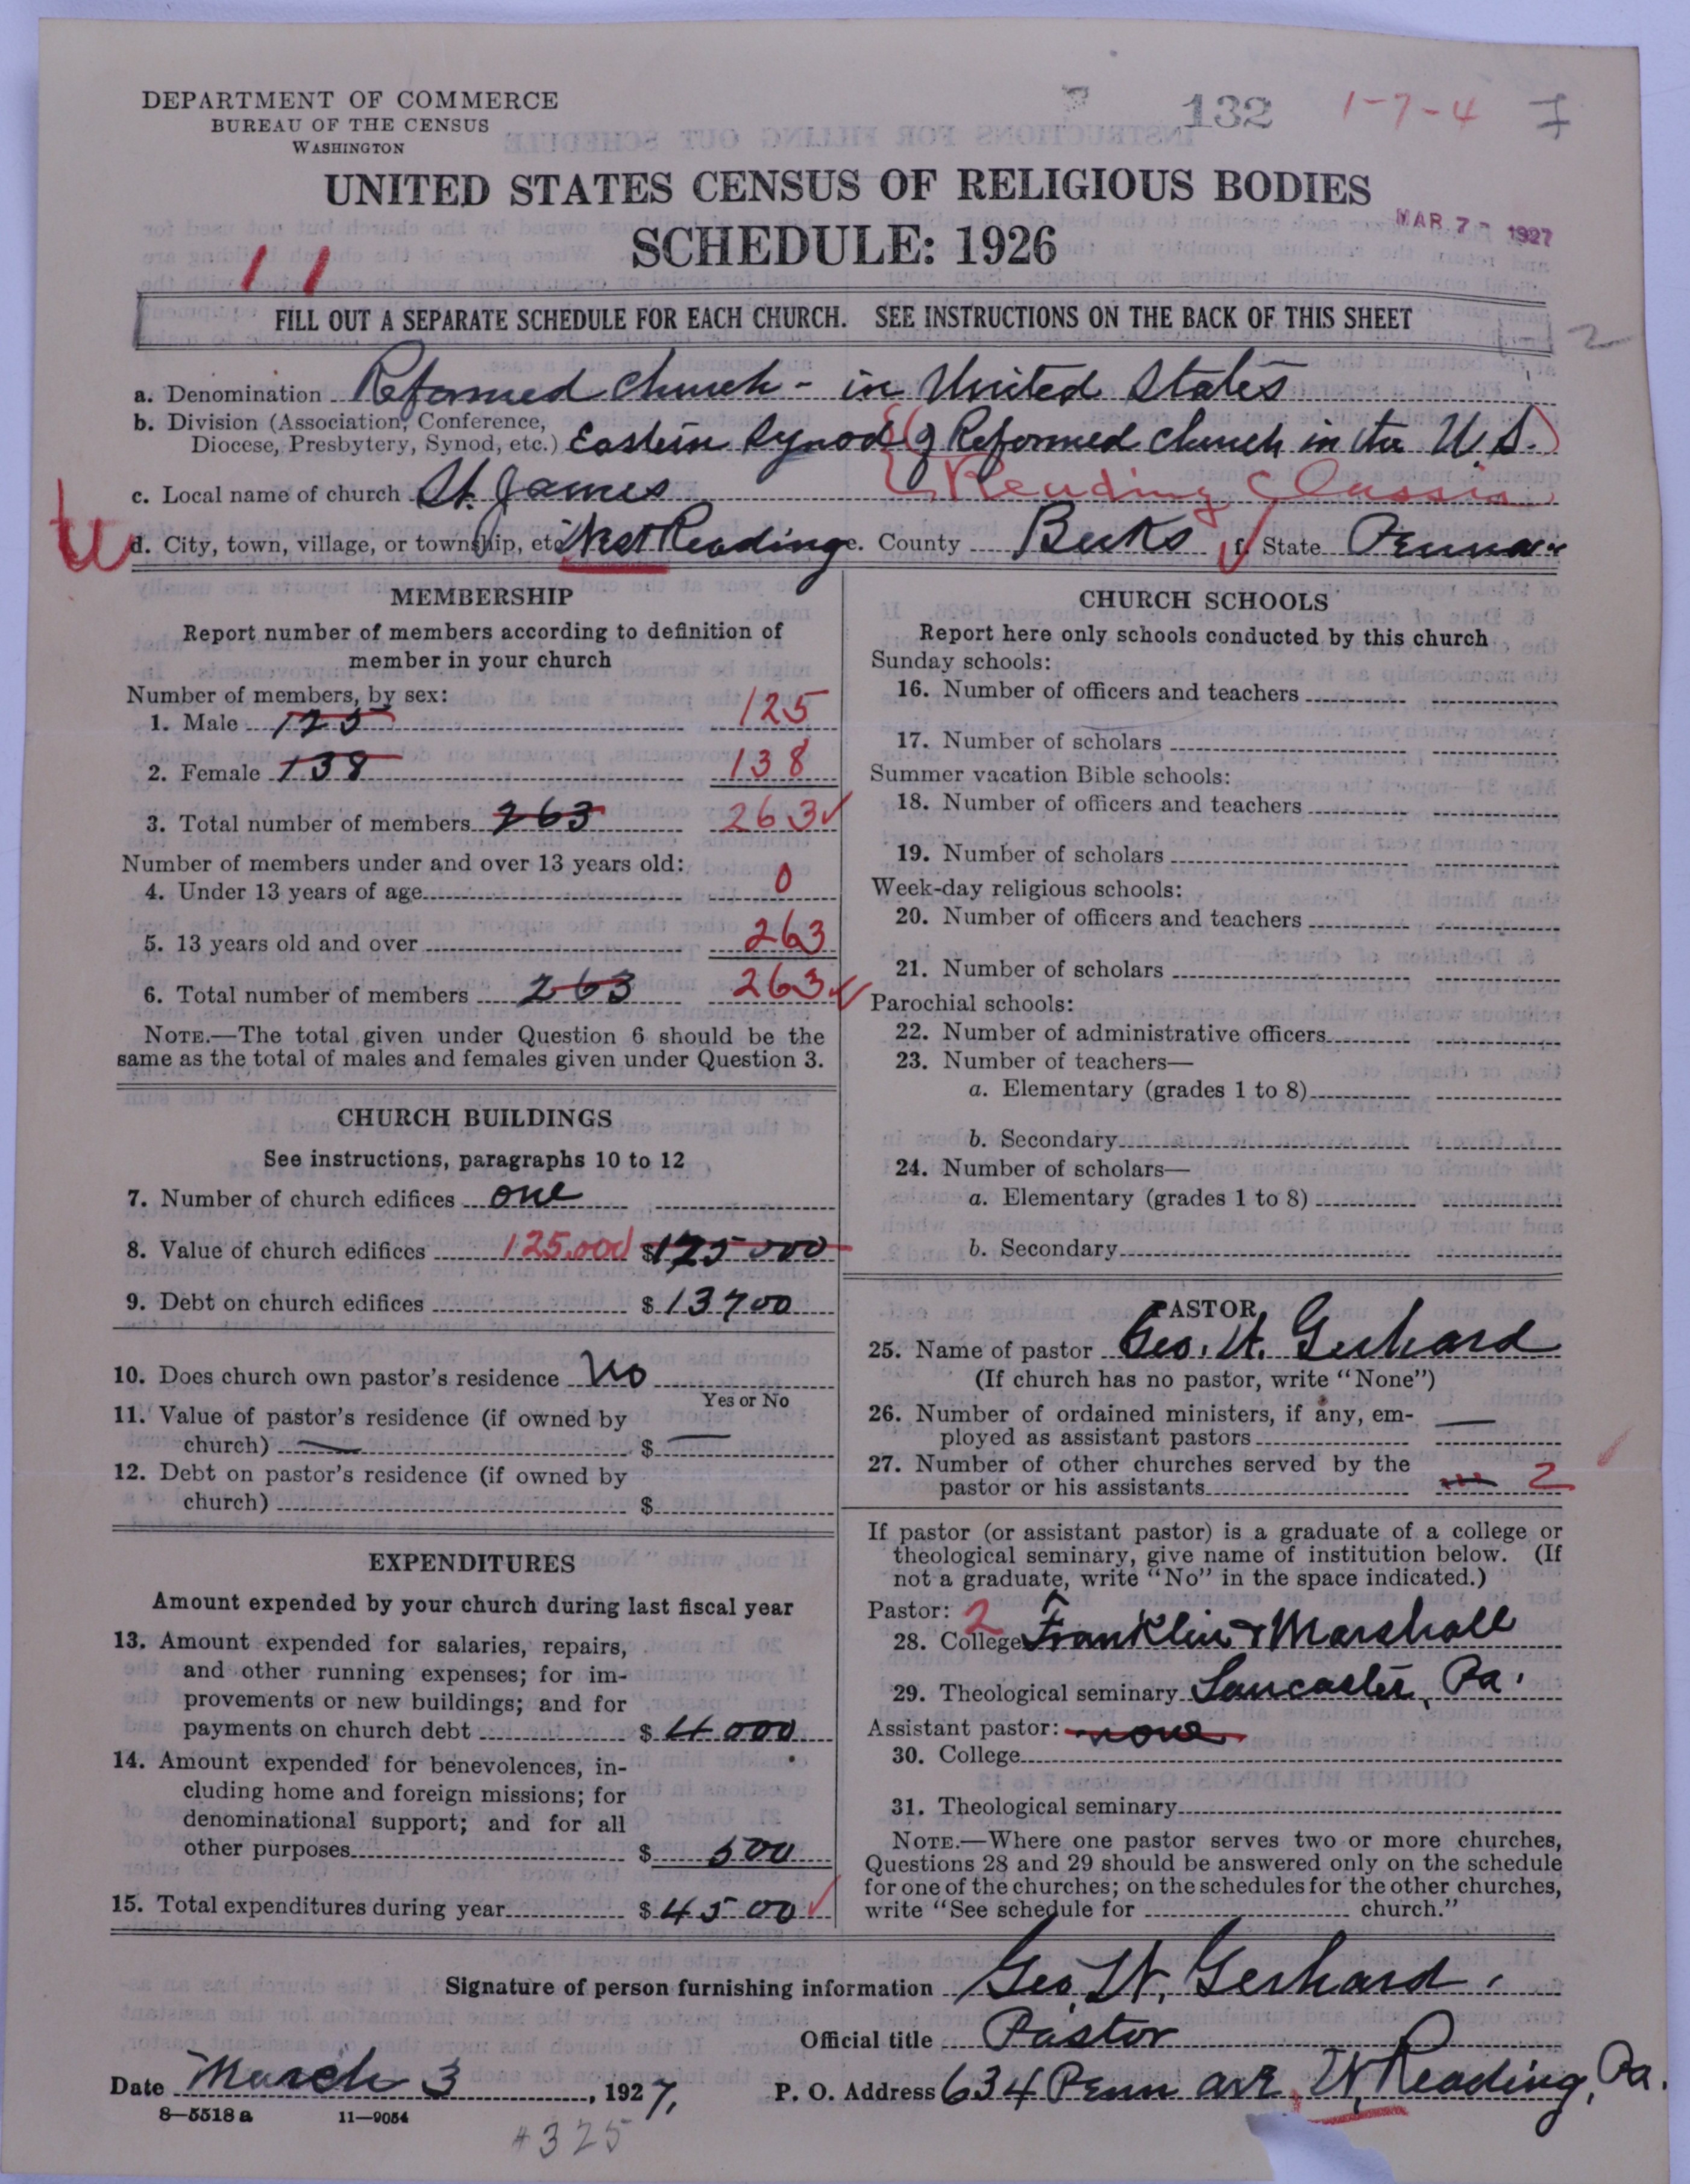 DEPARTMENT OF COMMERCE
BUREAU OF THE CENSUS
WASHINGTON
132 1-7-4
UNITED STATES CENSUS OF RELIGIOUS BODIES
SCHEDULE: 1926
MAR 7 - 1927
1 1
FILL OUT A SEPARATE SCHEDULE FOR EACH CHURCH. SEE INSTRUCTIONS ON THE BACK OF THIS SHEET
2
a. Denomination Reformed Church - in United States
b. Division (Association, Conference,
Diocese, Presbytery, Synod, etc.) Eastern Synod of Reformed Church in the U.S.
c. Local name of church St. James Reading Classis
d. City, town, village, or township, etc. West Reading e. County Berks f. State Penna
MEMBERSHIP
Report number of members according to definition of
member in your church
Number of members, by sex:
1. Male 125 125
2. Female 138 138
3. Total number of members 263 263
Number of members under and over 13 years old:
4. Under 13 years of age 0
5. 13 years old and over 263
6. Total number of members 263 263
NOTE.—The total given under Question 6 should be the
same as the total of males and females given under Question 3.
CHURCH BUILDINGS
See instructions, paragraphs 10 to 12
7. Number of church edifices one
8. Value of church edifices 125,000 $125000
9. Debt on church edifices $13700
10. Does church own pastor's residence No
Yes or No
11. Value of pastor's residence (if owned by
church) — $ —
12. Debt on pastor's residence (if owned by
church) $
EXPENDITURES
Amount expended by your church during last fiscal year
13. Amount expended for salaries, repairs,
and other running expenses; for im-
provements or new buildings; and for
payments on church debt $ 4000
14. Amount expended for benevolences, in-
cluding home and foreign missions; for
denominational support; and for all
other purposes $ 500
15. Total expenditures during year $ 4500
CHURCH SCHOOLS
Report here only schools conducted by this church
Sunday schools:
16. Number of officers and teachers
17. Number of scholars
Summer vacation Bible schools:
18. Number of officers and teachers
19. Number of scholars
Week-day religious schools:
20. Number of officers and teachers
21. Number of scholars
Parochial schools:
22. Number of administrative officers
23. Number of teachers—
a. Elementary (grades 1 to 8)
b. Secondary
24. Number of scholars—
a. Elementary (grades 1 to 8)
b. Secondary
PASTOR
25. Name of pastor Geo. W. Gerhard
(If church has no pastor, write "None")
26. Number of ordained ministers, if any, em-
ployed as assistant pastors —
27. Number of other churches served by the
pastor or his assistants 2
If pastor (or assistant pastor) is a graduate of a college or
theological seminary, give name of institution below. (If
not a graduate, write "No" in the space indicated.)
Pastor: 2
28. College Franklin & Marshall
29. Theological seminary Lancaster, Pa.
Assistant pastor: none
30. College
31. Theological seminary
NOTE.—Where one pastor serves two or more churches,
Questions 28 and 29 should be answered only on the schedule
for one of the churches; on the schedules for the other churches,
write "See schedule for church."
Signature of person furnishing information Geo. W. Gerhard.
Official title Pastor
Date March 3, 1927, P. O. Address 634 Penn ave, W. Reading, Pa.
8—5518 a 11—9054
#325